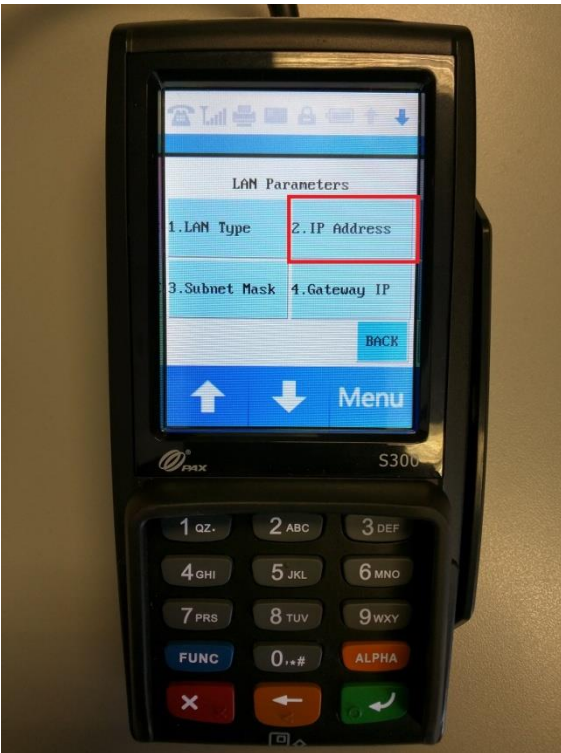 LAN Parameters
1.LAN Type 2.IP Address
3.Subnet Mask 4.Gateway IP
BACK
Menu
PAX S300
1 QZ. 2 ABC 3 DEF
4 GHI 5 JKL 6 MNO
7 PRS 8 TUV 9 WXY
FUNC 0,*# ALPHA